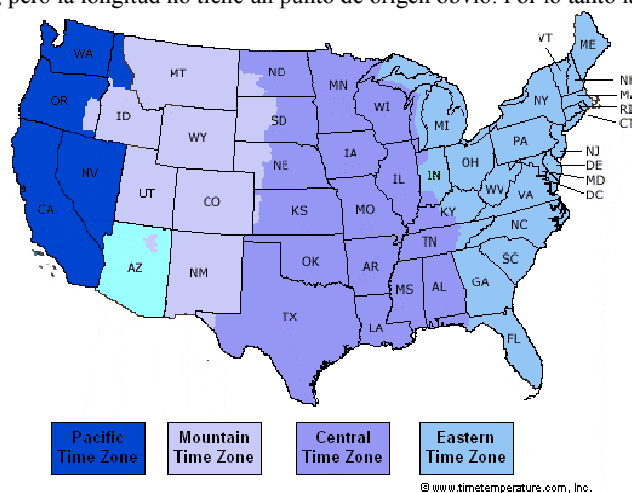 pero la longitud no tiene un punto de origen obvio. Por lo tanto la
WA
OR
CA
NV
ID
MT
WY
UT
CO
AZ
NM
ND
SD
NE
KS
OK
TX
MN
IA
MO
AR
LA
WI
IL
MS
AL
TN
KY
IN
MI
OH
WV
VA
NC
SC
GA
FL
PA
NY
VT
ME
RI
CT
NJ
DE
MD
DC
Pacific
Time Zone
Mountain
Time Zone
Central
Time Zone
Eastern
Time Zone
© www.timetemperature.com, Inc.